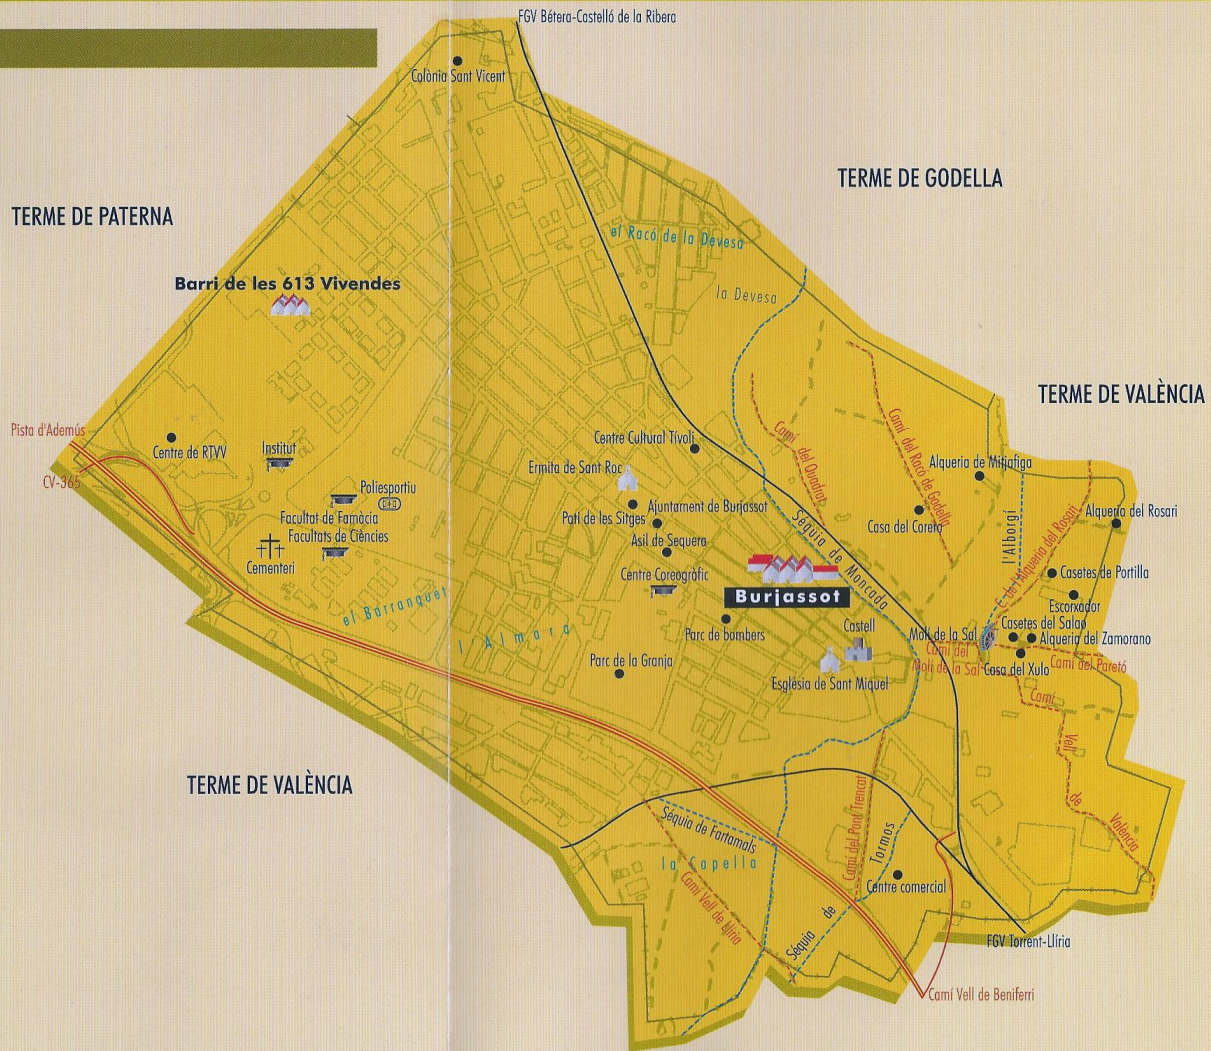 FGV Bétera-Castelló de la Ribera
Colònia Sant Vicent
TERME DE GODELLA
TERME DE PATERNA
el Racó de la Devesa
Barri de les 613 Vivendes
la Devesa
TERME DE VALÈNCIA
Pista d'Ademús
Centre de RTVV
Institut
Centre Cultural Tívoli
Camí del Quadrat
Camí del Racó de Godella
Alqueria de Mitjafiga
Ermita de Sant Roc
CV-365
Poliesportiu
Facultat de Famàcia
Facultats de Ciències
Cementeri
Pati de les Sitges
Ajuntament de Burjassot
Asil de Sequera
Centre Coreogràfic
Séquia de Moncada
Casa del Corero
l'Alborgí
Alqueria del Rosari
C. de l'Alqueria del Rosari
Casetes de Portilla
Escorxador
Burjassot
el Barranquet
l'Almara
Parc de bombers
Castell
Molí de la Sal
Casetes del Salao
Alqueria del Zamorano
Camí del
Molí de la Sal
Casa del Xulo
Camí del Paretó
Parc de la Granja
Església de Sant Miquel
Camí Vell de València
TERME DE VALÈNCIA
Séquia de Fartamals
la Capella
Camí Vell de Llíria
Camí del Pont Trencat
Séquia de Tormos
Centre comercial
FGV Torrent-Llíria
Camí Vell de Beniferri